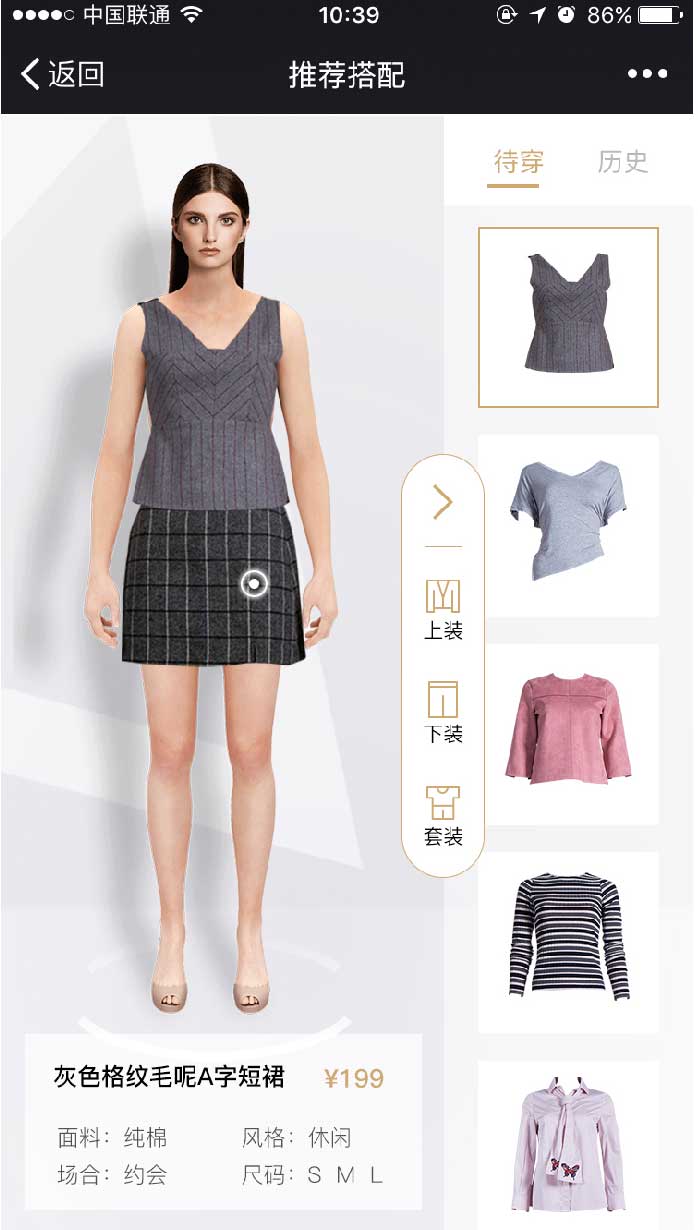 中国联通 10:39 86%
返回 推荐搭配
待穿 历史
上装
下装
套装
灰色格纹毛呢A字短裙 ¥199
面料：纯棉 风格：休闲
场合：约会 尺码：S M L